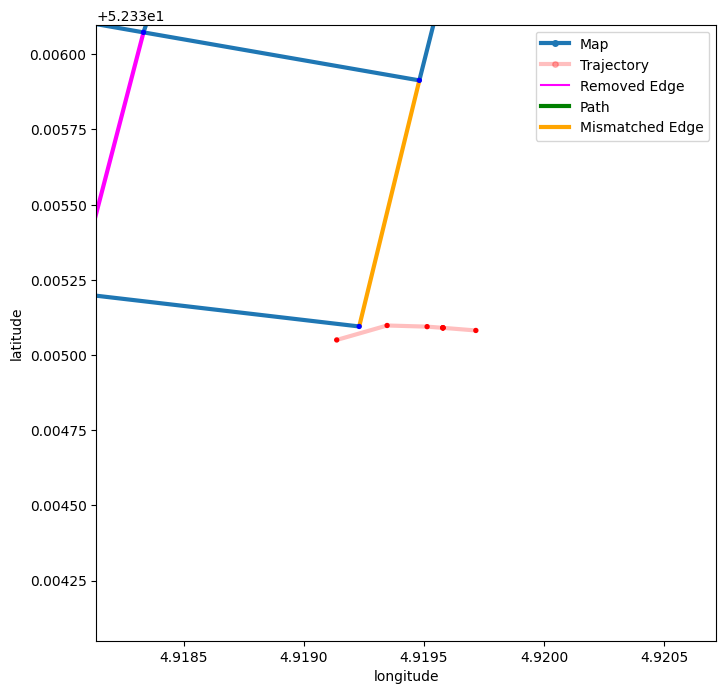 +5.233e1
0.00600
0.00575
0.00550
0.00525
0.00500
0.00475
0.00450
0.00425
latitude
4.9185
4.9190
4.9195
4.9200
4.9205
longitude
Map
Trajectory
Removed Edge
Path
Mismatched Edge